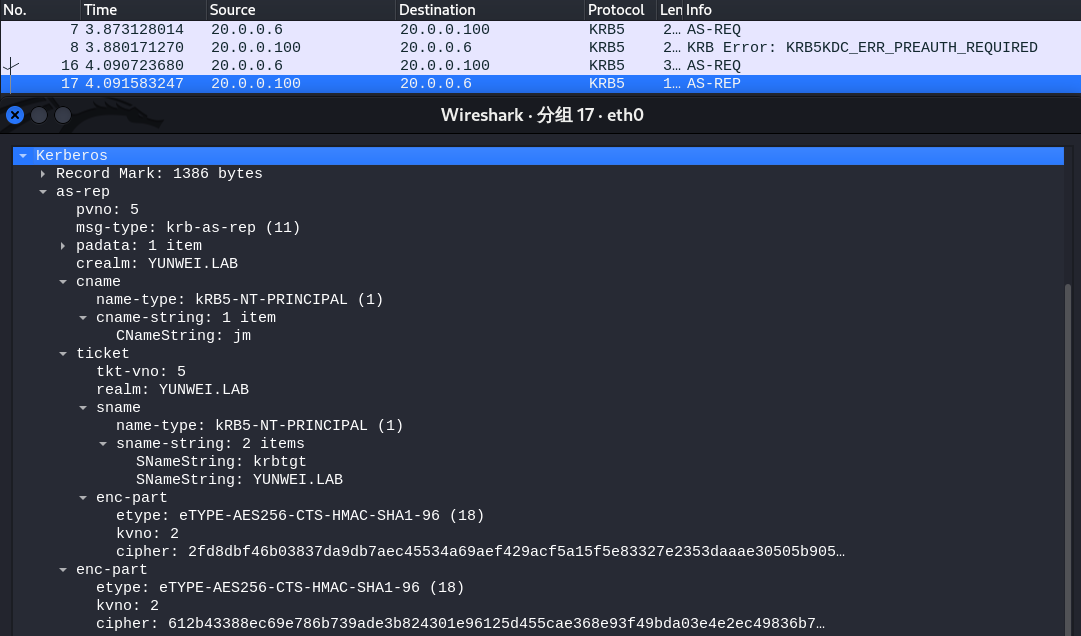 No. Time Source Destination Protocol Len Info
7 3.873128014 20.0.0.6 20.0.0.100 KRB5 2… AS-REQ
8 3.880171270 20.0.0.100 20.0.0.6 KRB5 2… KRB Error: KRB5KDC_ERR_PREAUTH_REQUIRED
16 4.090723680 20.0.0.6 20.0.0.100 KRB5 3… AS-REQ
17 4.091583247 20.0.0.100 20.0.0.6 KRB5 1… AS-REP
Wireshark · 分组 17 · eth0
Kerberos
Record Mark: 1386 bytes
as-rep
pvno: 5
msg-type: krb-as-rep (11)
padata: 1 item
crealm: YUNWEI.LAB
cname
name-type: kRB5-NT-PRINCIPAL (1)
cname-string: 1 item
CNameString: jm
ticket
tkt-vno: 5
realm: YUNWEI.LAB
sname
name-type: kRB5-NT-PRINCIPAL (1)
sname-string: 2 items
SNameString: krbtgt
SNameString: YUNWEI.LAB
enc-part
etype: eTYPE-AES256-CTS-HMAC-SHA1-96 (18)
kvno: 2
cipher: 2fd8dbf46b03837da9db7aec45534a69aef429acf5a15f5e83327e2353daaae30505b905…
enc-part
etype: eTYPE-AES256-CTS-HMAC-SHA1-96 (18)
kvno: 2
cipher: 612b43388ec69e786b739ade3b824301e96125d455cae368e93f49bda03e4e2ec49836b7…